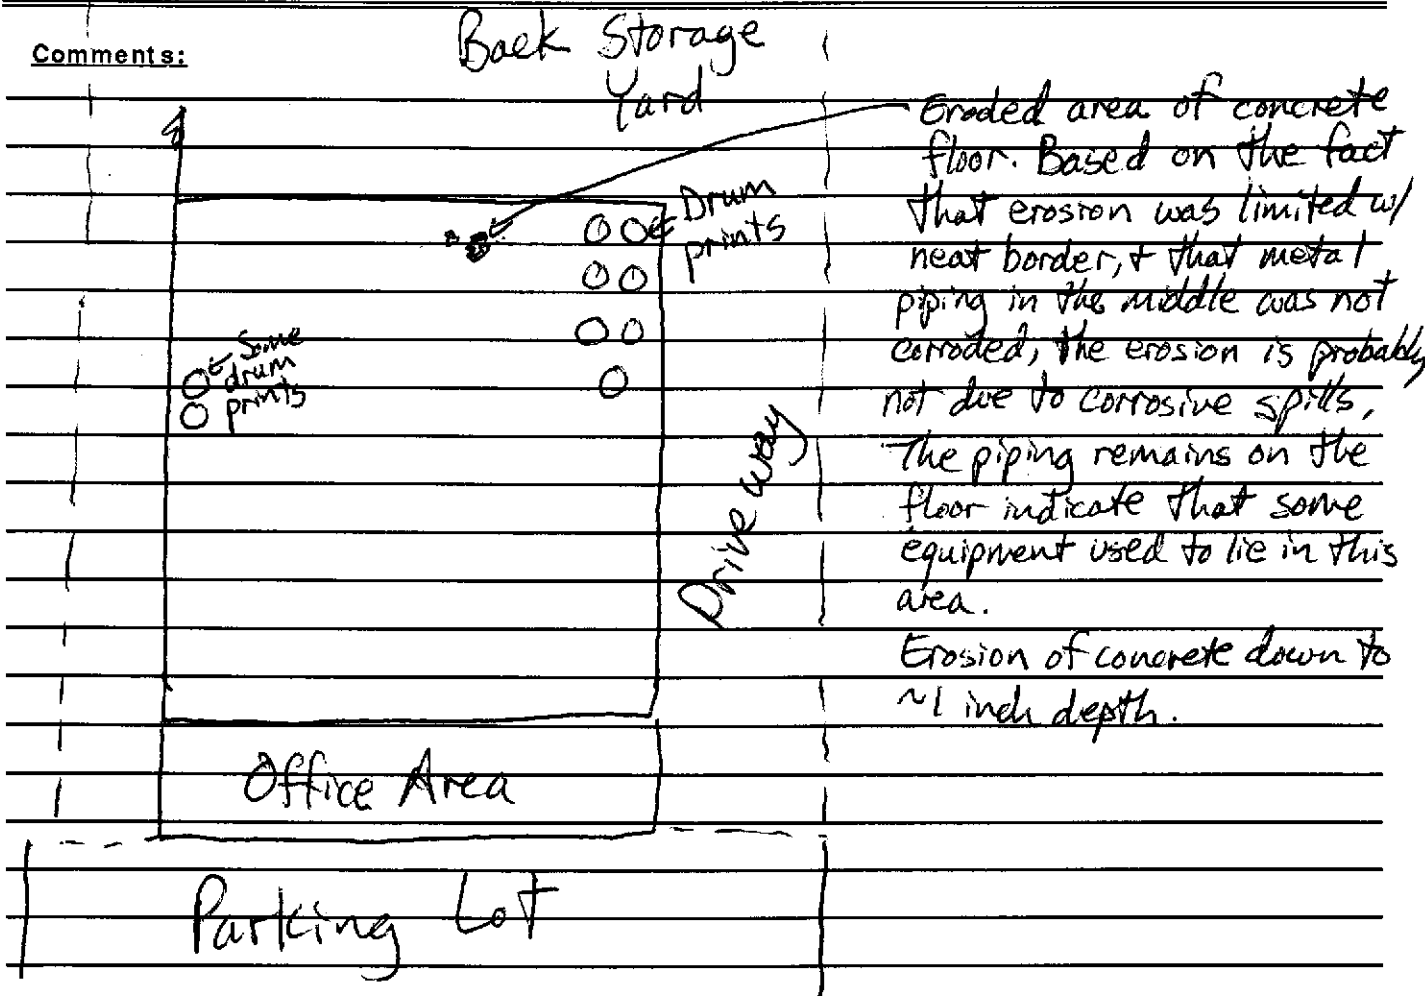 Comments:
Back Storage
Yard
Eroded area of concrete
floor. Based on the fact
that erosion was limited w/
neat border, + that metal
piping in the middle was not
corroded, the erosion is probably
not due to corrosive spills.
The piping remains on the
floor indicate that some
equipment used to lie in this
area.
Erosion of concrete down to
~1 inch depth.
Drum
prints
Some
drum
prints
Driveway
Office Area
Parking Lot